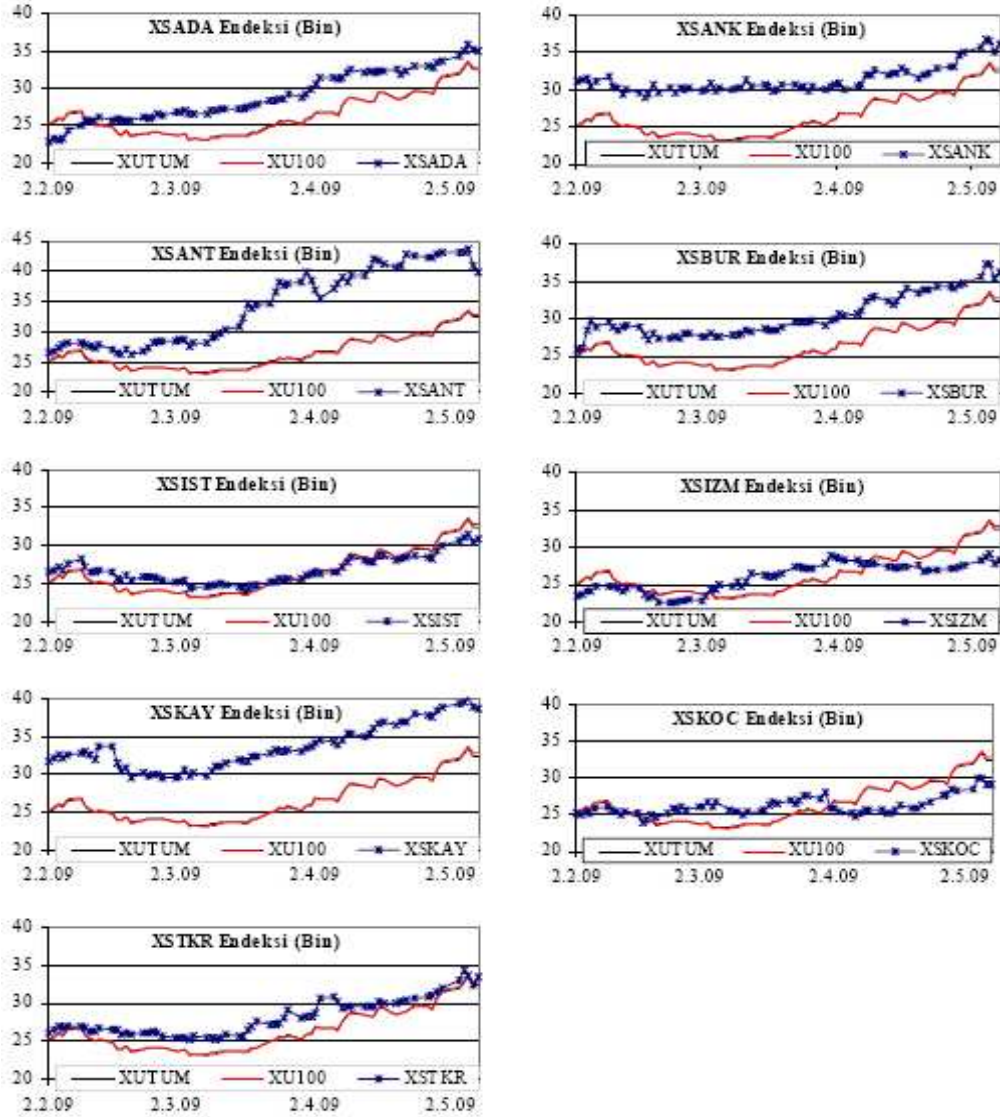 XSADA Endeksi (Bin)
40
35
30
25
20
XUTUM XU100 XSADA
2.2.09 2.3.09 2.4.09 2.5.09
XSANK Endeksi (Bin)
40
35
30
25
20
XUTUM XU100 XSANK
2.2.09 2.3.09 2.4.09 2.5.09
XSANT Endeksi (Bin)
45
40
35
30
25
20
XUTUM XU100 XSANT
2.2.09 2.3.09 2.4.09 2.5.09
XSBUR Endeksi (Bin)
40
35
30
25
20
XUTUM XU100 XSBUR
2.2.09 2.3.09 2.4.09 2.5.09
XSIST Endeksi (Bin)
40
35
30
25
20
XUTUM XU100 XSIST
2.2.09 2.3.09 2.4.09 2.5.09
XSIZM Endeksi (Bin)
40
35
30
25
20
XUTUM XU100 XSIZM
2.2.09 2.3.09 2.4.09 2.5.09
XSKAY Endeksi (Bin)
40
35
30
25
20
XUTUM XU100 XSKAY
2.2.09 2.3.09 2.4.09 2.5.09
XSKOC Endeksi (Bin)
40
35
30
25
20
XUTUM XU100 XSKOC
2.2.09 2.3.09 2.4.09 2.5.09
XSTKR Endeksi (Bin)
40
35
30
25
20
XUTUM XU100 XSTKR
2.2.09 2.3.09 2.4.09 2.5.09